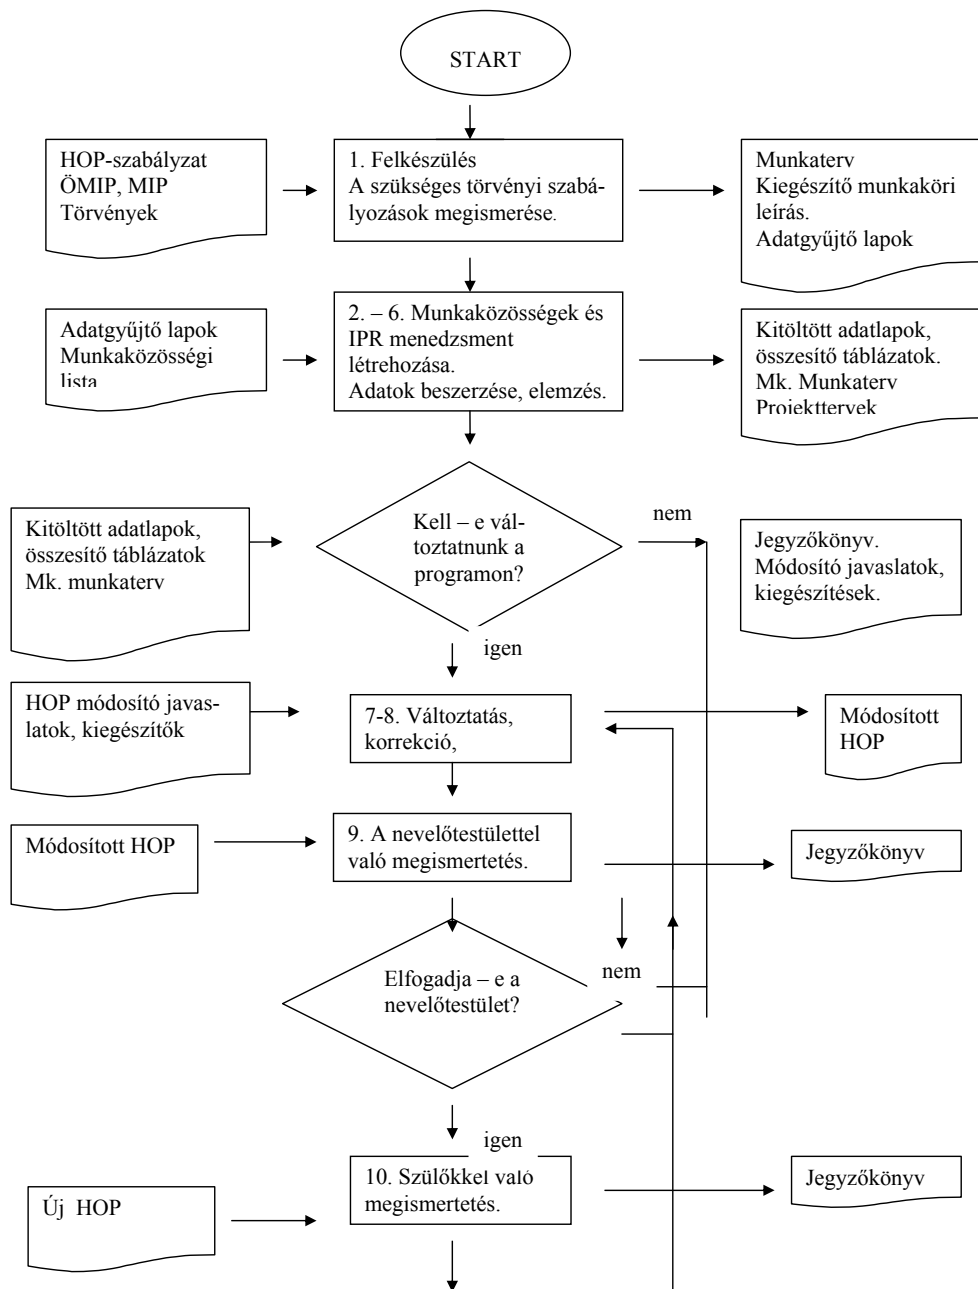 START
HOP-szabályzat
ÖMIP, MIP
Törvények
1. Felkészülés
A szükséges törvényi szabá-
lyozások megismerése.
Munkaterv
Kiegészítő munkaköri
leírás.
Adatgyűjtő lapok
Adatgyűjtő lapok
Munkaközösségi
lista
2. – 6. Munkaközösségek és
IPR menedzsment
létrehozása.
Adatok beszerzése, elemzés.
Kitöltött adatlapok,
összesítő táblázatok.
Mk. Munkaterv
Projekttervek
Kitöltött adatlapok,
összesítő táblázatok
Mk. munkaterv
Kell – e vál-
toztatnunk a
programon?
nem
Jegyzőkönyv.
Módosító javaslatok,
kiegészítések.
igen
HOP módosító javas-
latok, kiegészítők
7-8. Változtatás,
korrekció,
Módosított
HOP
Módosított HOP
9. A nevelőtestülettel
való megismertetés.
Jegyzőkönyv
Elfogadja – e a
nevelőtestület?
nem
igen
Új HOP
10. Szülőkkel való
megismertetés.
Jegyzőkönyv